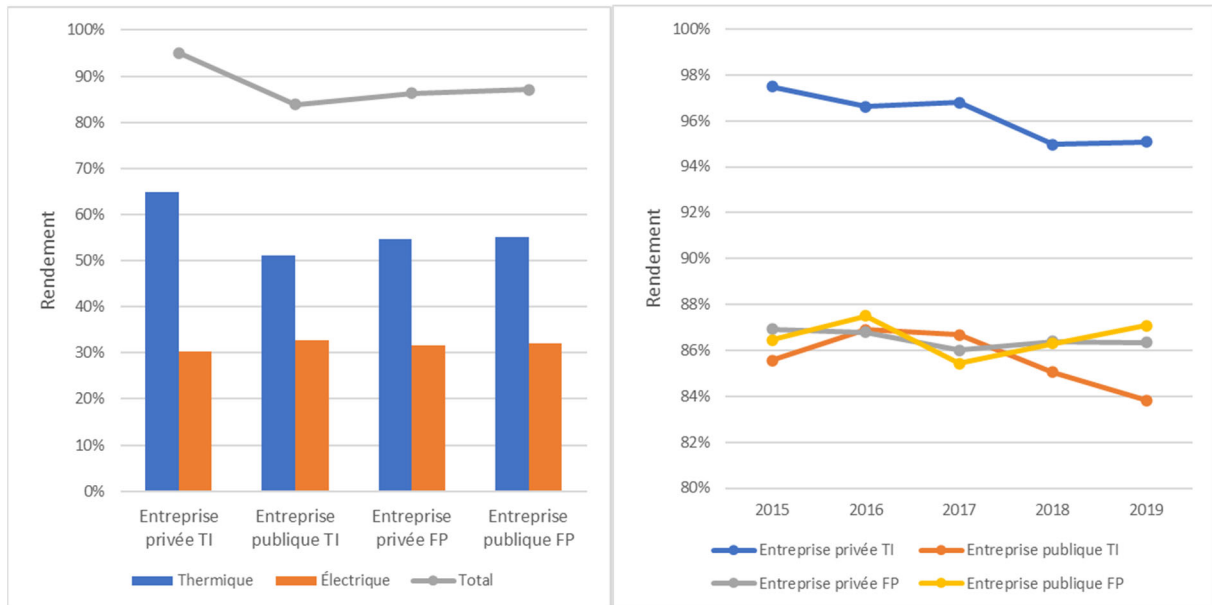 100%
90%
80%
70%
60%
50%
40%
30%
20%
10%
0%
Rendement
Entreprise privée TI
Entreprise publique TI
Entreprise privée FP
Entreprise publique FP
Thermique
Électrique
Total
100%
98%
96%
94%
92%
90%
88%
86%
84%
82%
80%
Rendement
2015
2016
2017
2018
2019
Entreprise privée TI
Entreprise publique TI
Entreprise privée FP
Entreprise publique FP